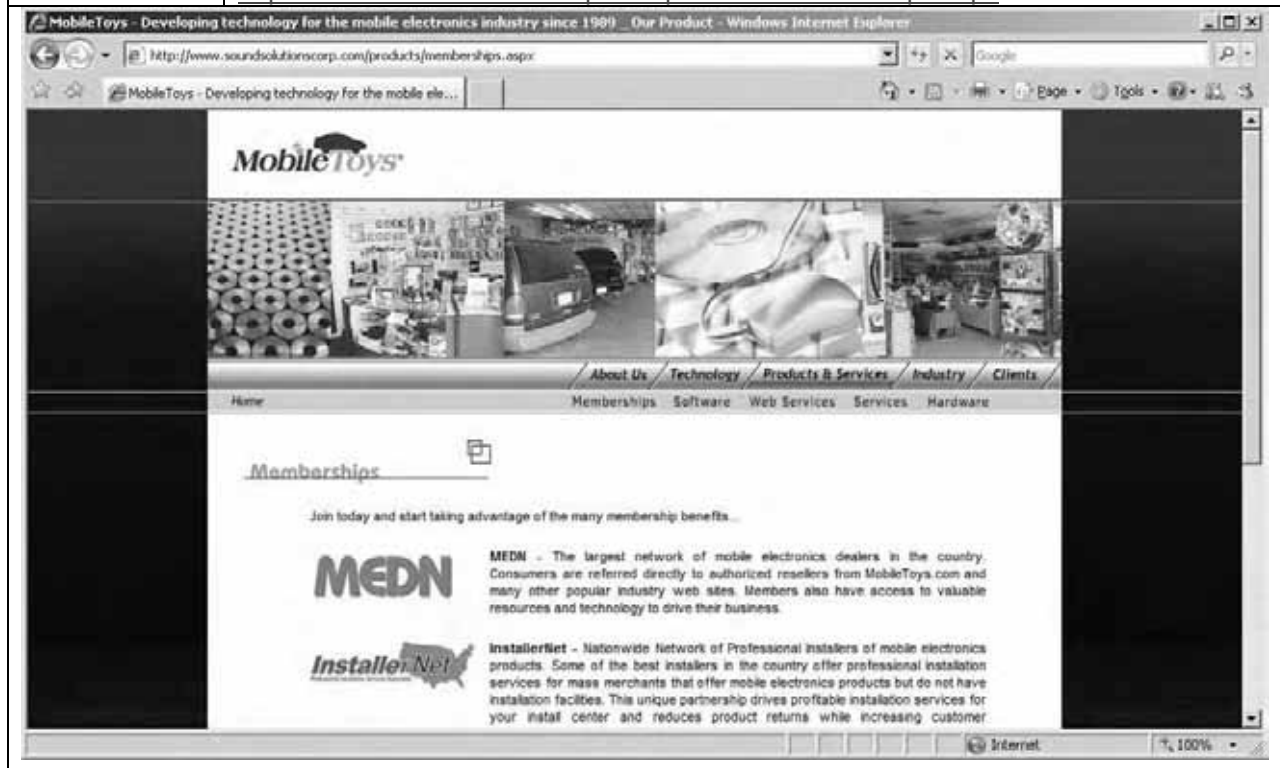 MobileToys - Developing technology for the mobile electronics industry since 1989 _ Our Product - Windows Internet Explorer
http://www.soundsolutionscorp.com/products/memberships.aspx
Google
MobileToys - Developing technology for the mobile ele...
Page
Tools
MobileToys
About Us / Technology / Products & Services / Industry / Clients
Home
Memberships Software Web Services Services Hardware
Memberships
Join today and start taking advantage of the many membership benefits...
MEDN
MEDN - The largest network of mobile electronics dealers in the country.
Consumers are referred directly to authorized resellers from MobileToys.com and
many other popular industry web sites. Members also have access to valuable
resources and technology to drive their business.
InstallerNet
InstallerNet - Nationwide Network of Professional Installers of mobile electronics
products. Some of the best installers in the country offer professional installation
services for mass merchants that offer mobile electronics products but do not have
installation facilities. This unique partnership drives profitable installation services for
your install center and reduces product returns while increasing customer
Internet
100%